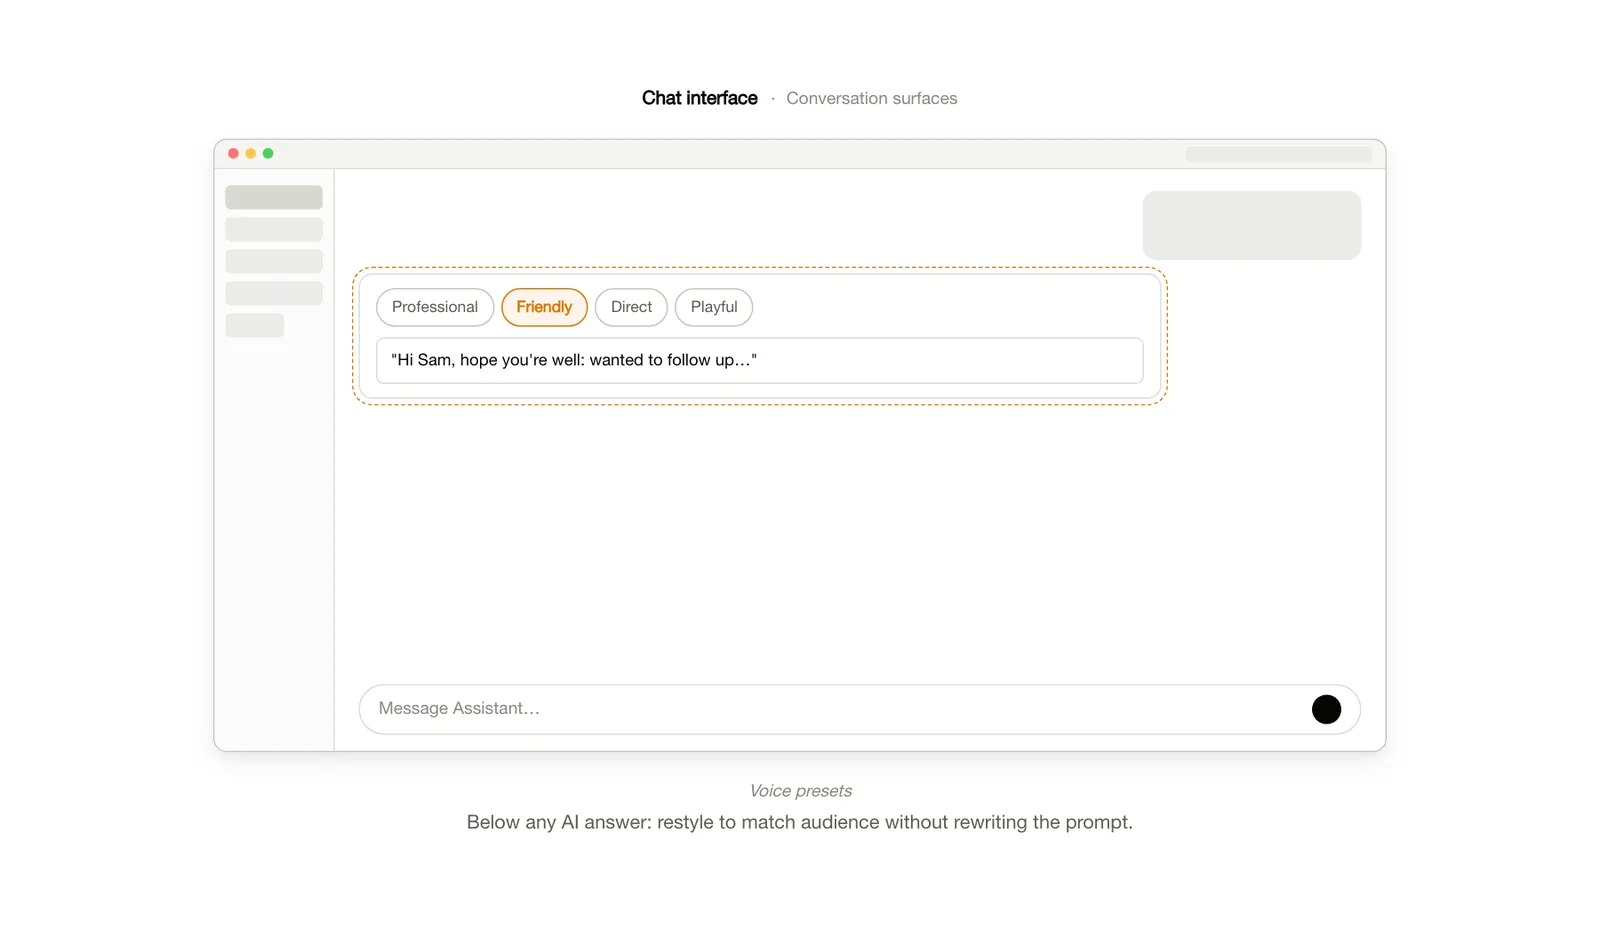 Chat interface · Conversation surfaces
Professional Friendly Direct Playful
"Hi Sam, hope you're well: wanted to follow up…"
Message Assistant…
Voice presets
Below any AI answer: restyle to match audience without rewriting the prompt.